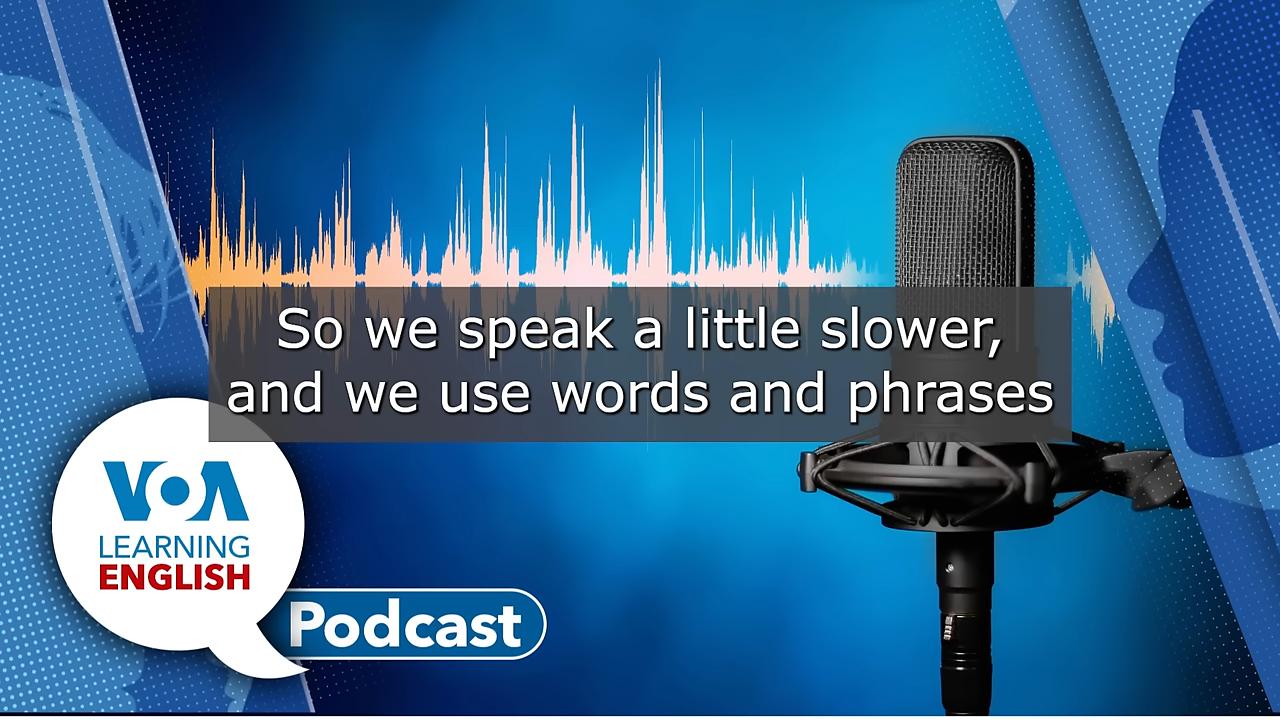 So we speak a little slower,
and we use words and phrases
VOA
LEARNING
ENGLISH
Podcast